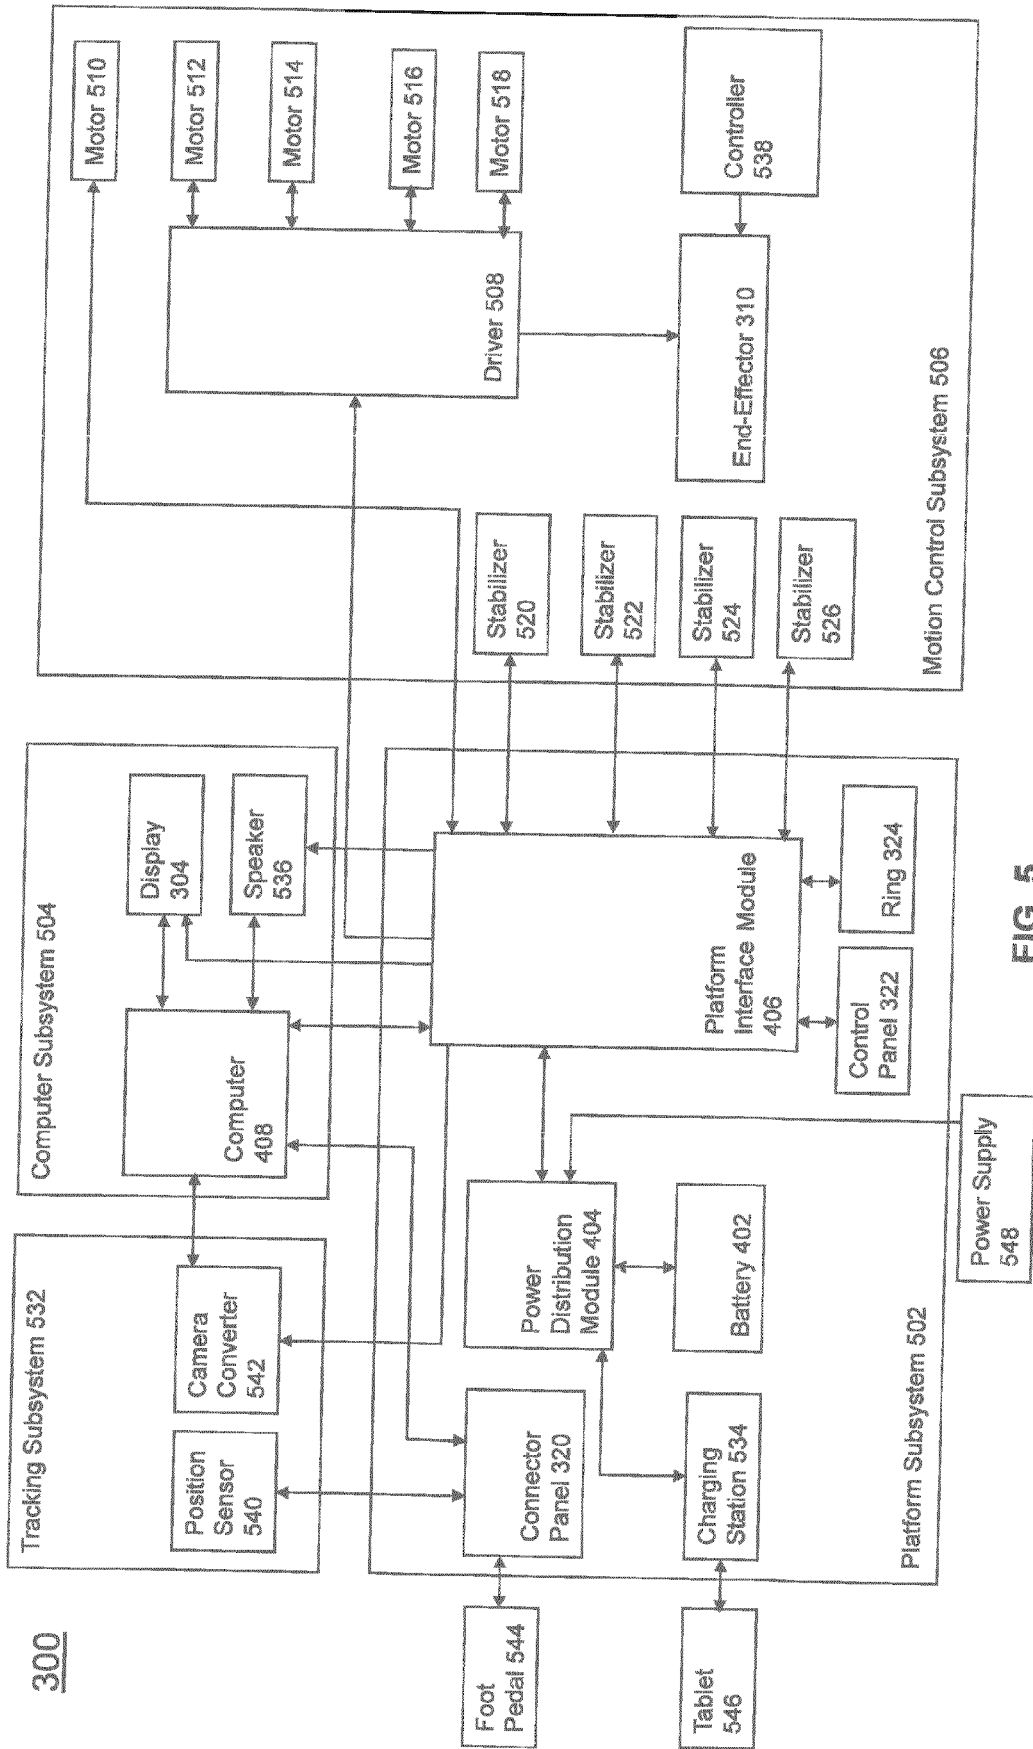 300
Tracking Subsystem 532
Position
Sensor
540
Camera
Converter
542
Computer Subsystem 504
Computer
408
Display
304
Speaker
536
Foot
Pedal 544
Tablet
546
Connector
Panel 320
Charging
Station 534
Power
Distribution
Module 404
Battery 402
Platform Subsystem 502
Platform
Interface Module
406
Control
Panel 322
Ring 324
Power Supply
548
Motor 510
Motor 512
Motor 514
Motor 516
Motor 518
Driver 508
Stabilizer
520
Stabilizer
522
Stabilizer
524
Stabilizer
526
End-Effector 310
Controller
538
Motion Control Subsystem 506
FIG. 5